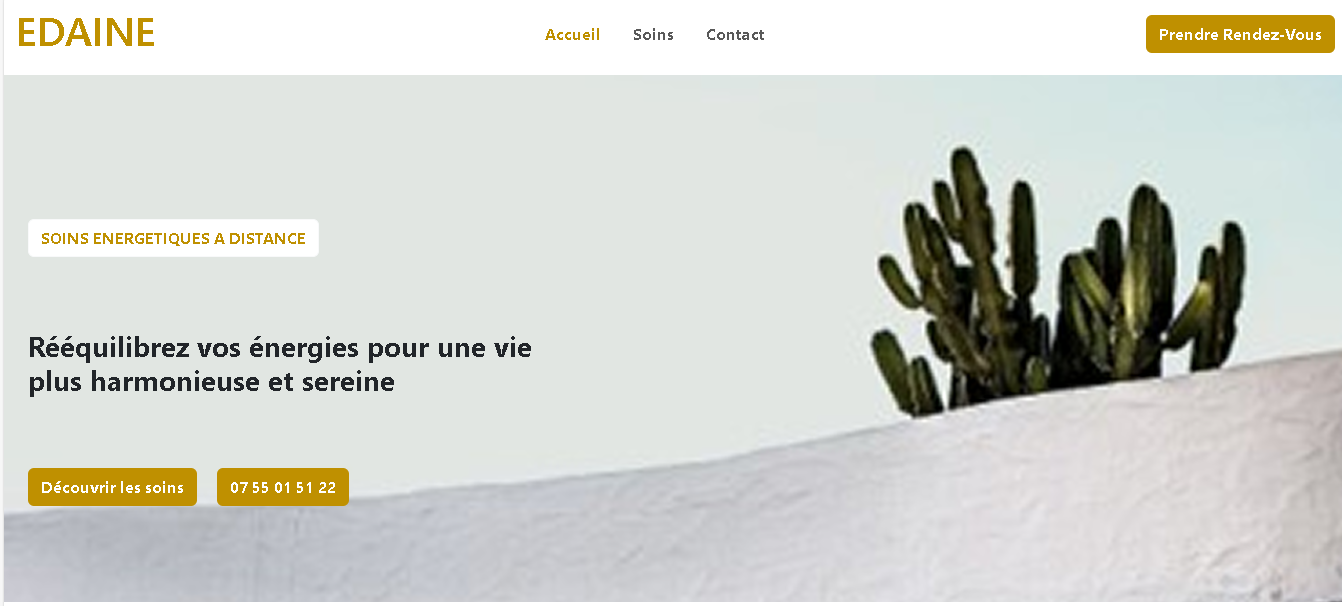 EDAINE
Accueil
Soins
Contact
Prendre Rendez-Vous
SOINS ENERGETIQUES A DISTANCE
Rééquilibrez vos énergies pour une vie
plus harmonieuse et sereine
Découvrir les soins
07 55 01 51 22